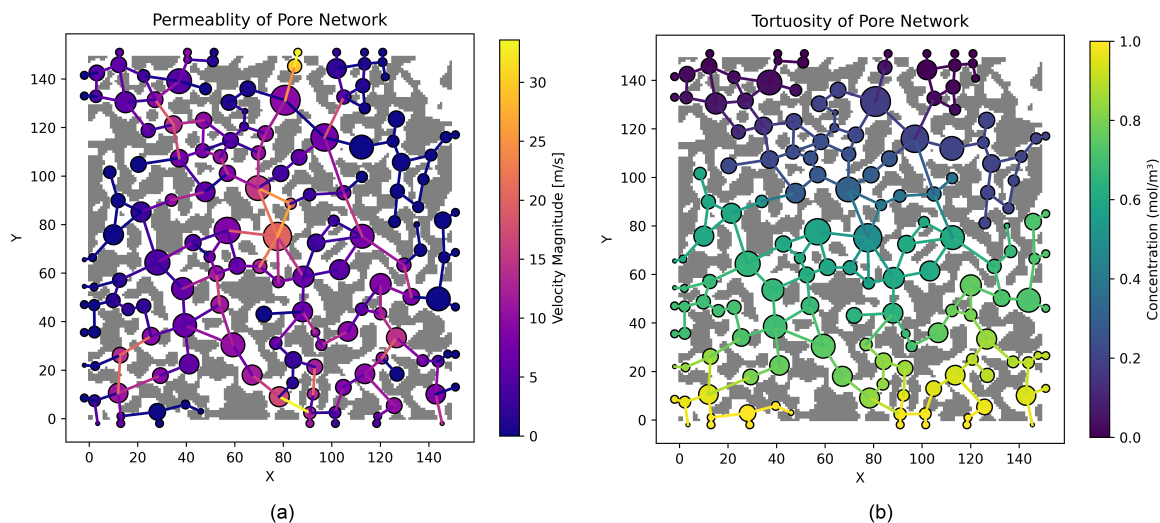 Permeablity of Pore Network
140
120
100
80
60
40
20
0
Y
0 20 40 60 80 100 120 140
X
30
25
20
15
10
5
0
Velocity Magnitude [m/s]
(a)
Tortuosity of Pore Network
140
120
100
80
60
40
20
0
Y
0 20 40 60 80 100 120 140
X
1.0
0.8
0.6
0.4
0.2
0.0
Concentration (mol/m³)
(b)